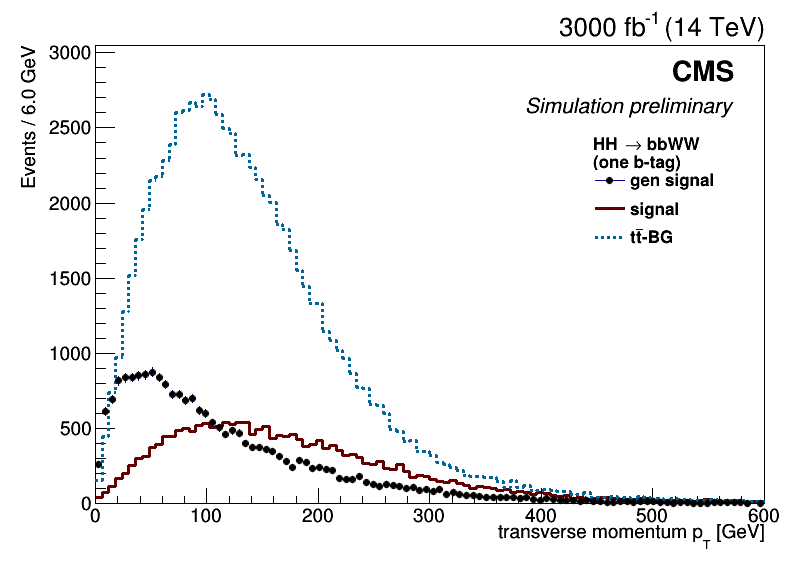 3000 fb⁻¹ (14 TeV)
CMS
Simulation preliminary
HH → bbWW
(one b-tag)
gen signal
signal
tt̄-BG
Events / 6.0 GeV
3000
2500
2000
1500
1000
500
0
0 100 200 300 400 500 600
transverse momentum p_T [GeV]